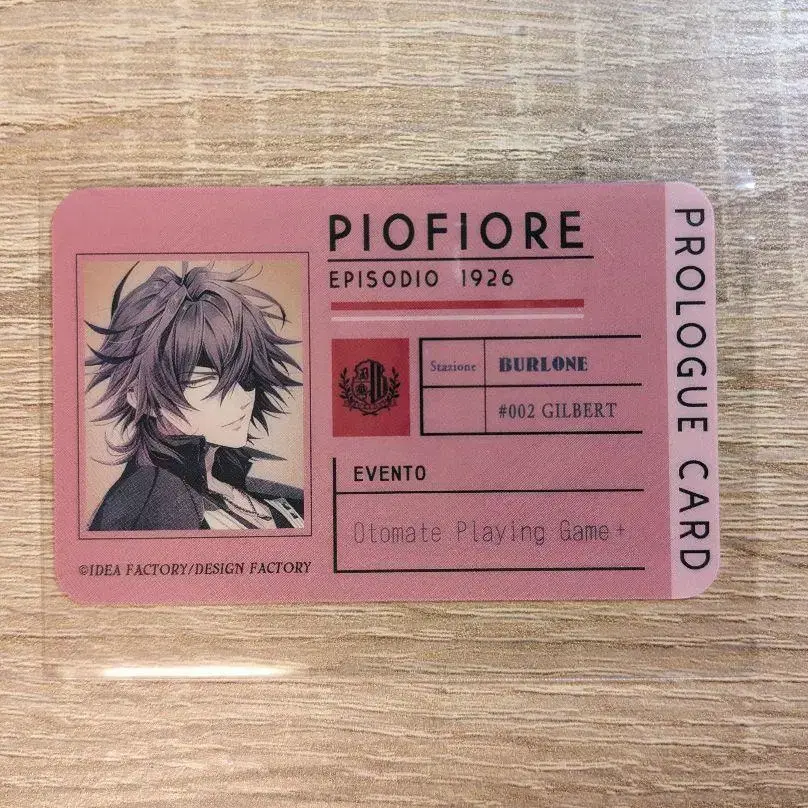 PIOFIORE
EPISODIO 1926
Stazione BURLONE
#002 GILBERT
EVENTO
Otomate Playing Game+
©IDEA FACTORY/DESIGN FACTORY
PROLOGUE CARD